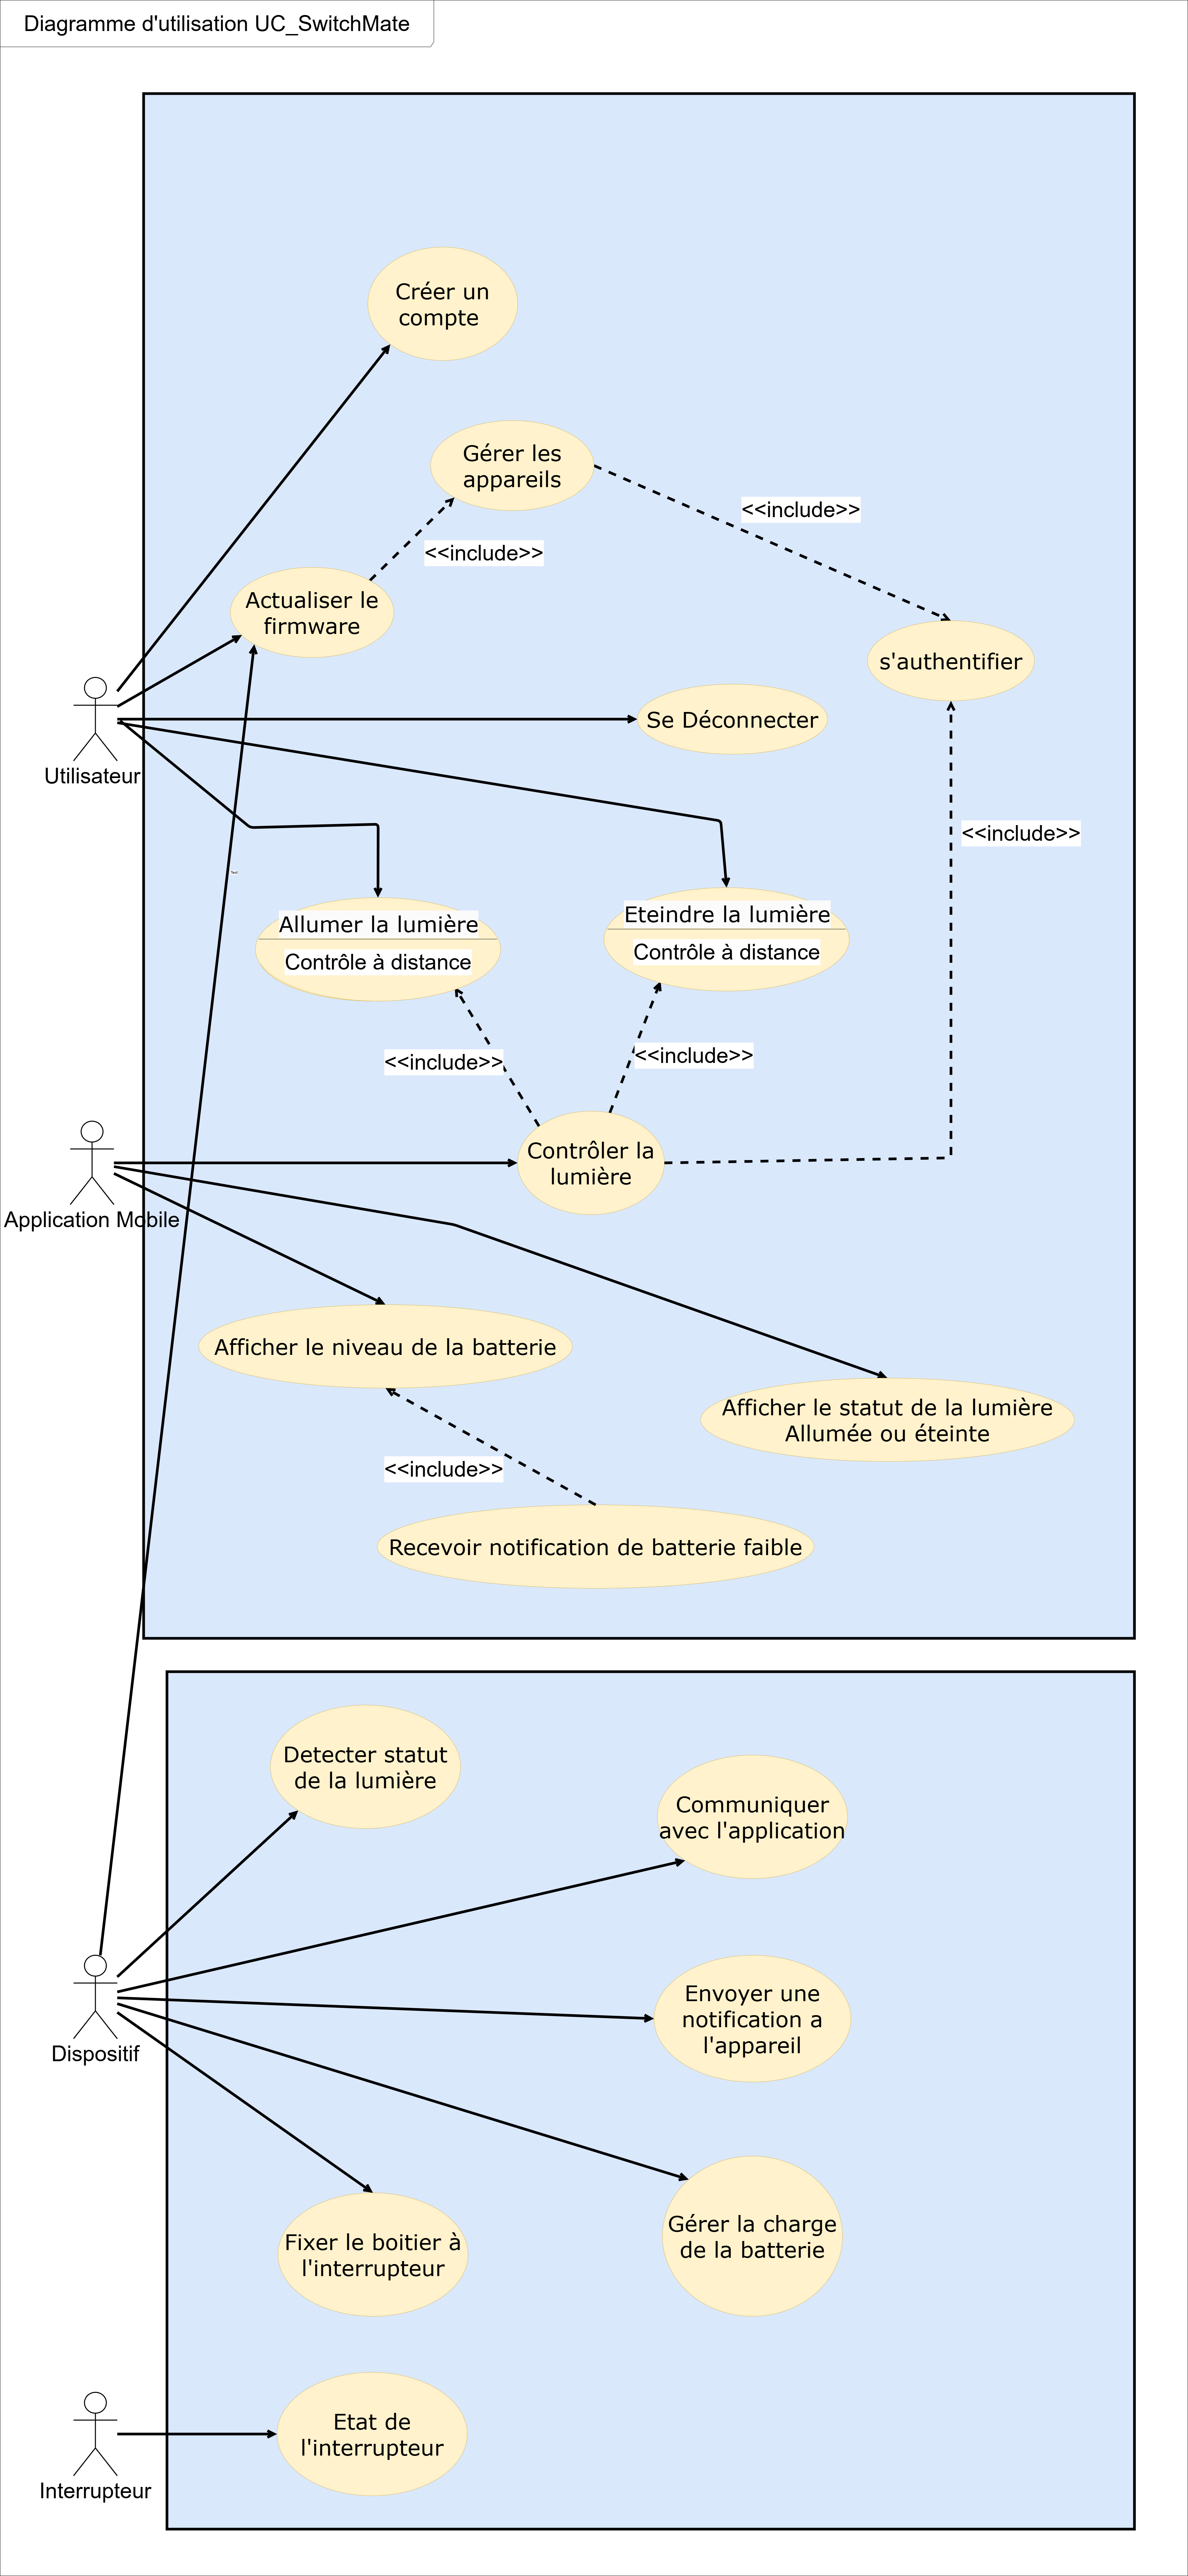 Diagramme d'utilisation UC_SwitchMate
Créer un
compte
Gérer les
appareils
<<include>>
<<include>>
Actualiser le
firmware
s'authentifier
Se Déconnecter
Utilisateur
<<include>>
Text
Allumer la lumière
Contrôle à distance
Eteindre la lumière
Contrôle à distance
<<include>>
<<include>>
Contrôler la
lumière
Application Mobile
Afficher le niveau de la batterie
Afficher le statut de la lumière
Allumée ou éteinte
<<include>>
Recevoir notification de batterie faible
Detecter statut
de la lumière
Communiquer
avec l'application
Envoyer une
notification a
l'appareil
Dispositif
Gérer la charge
de la batterie
Fixer le boitier à
l'interrupteur
Etat de
l'interrupteur
Interrupteur